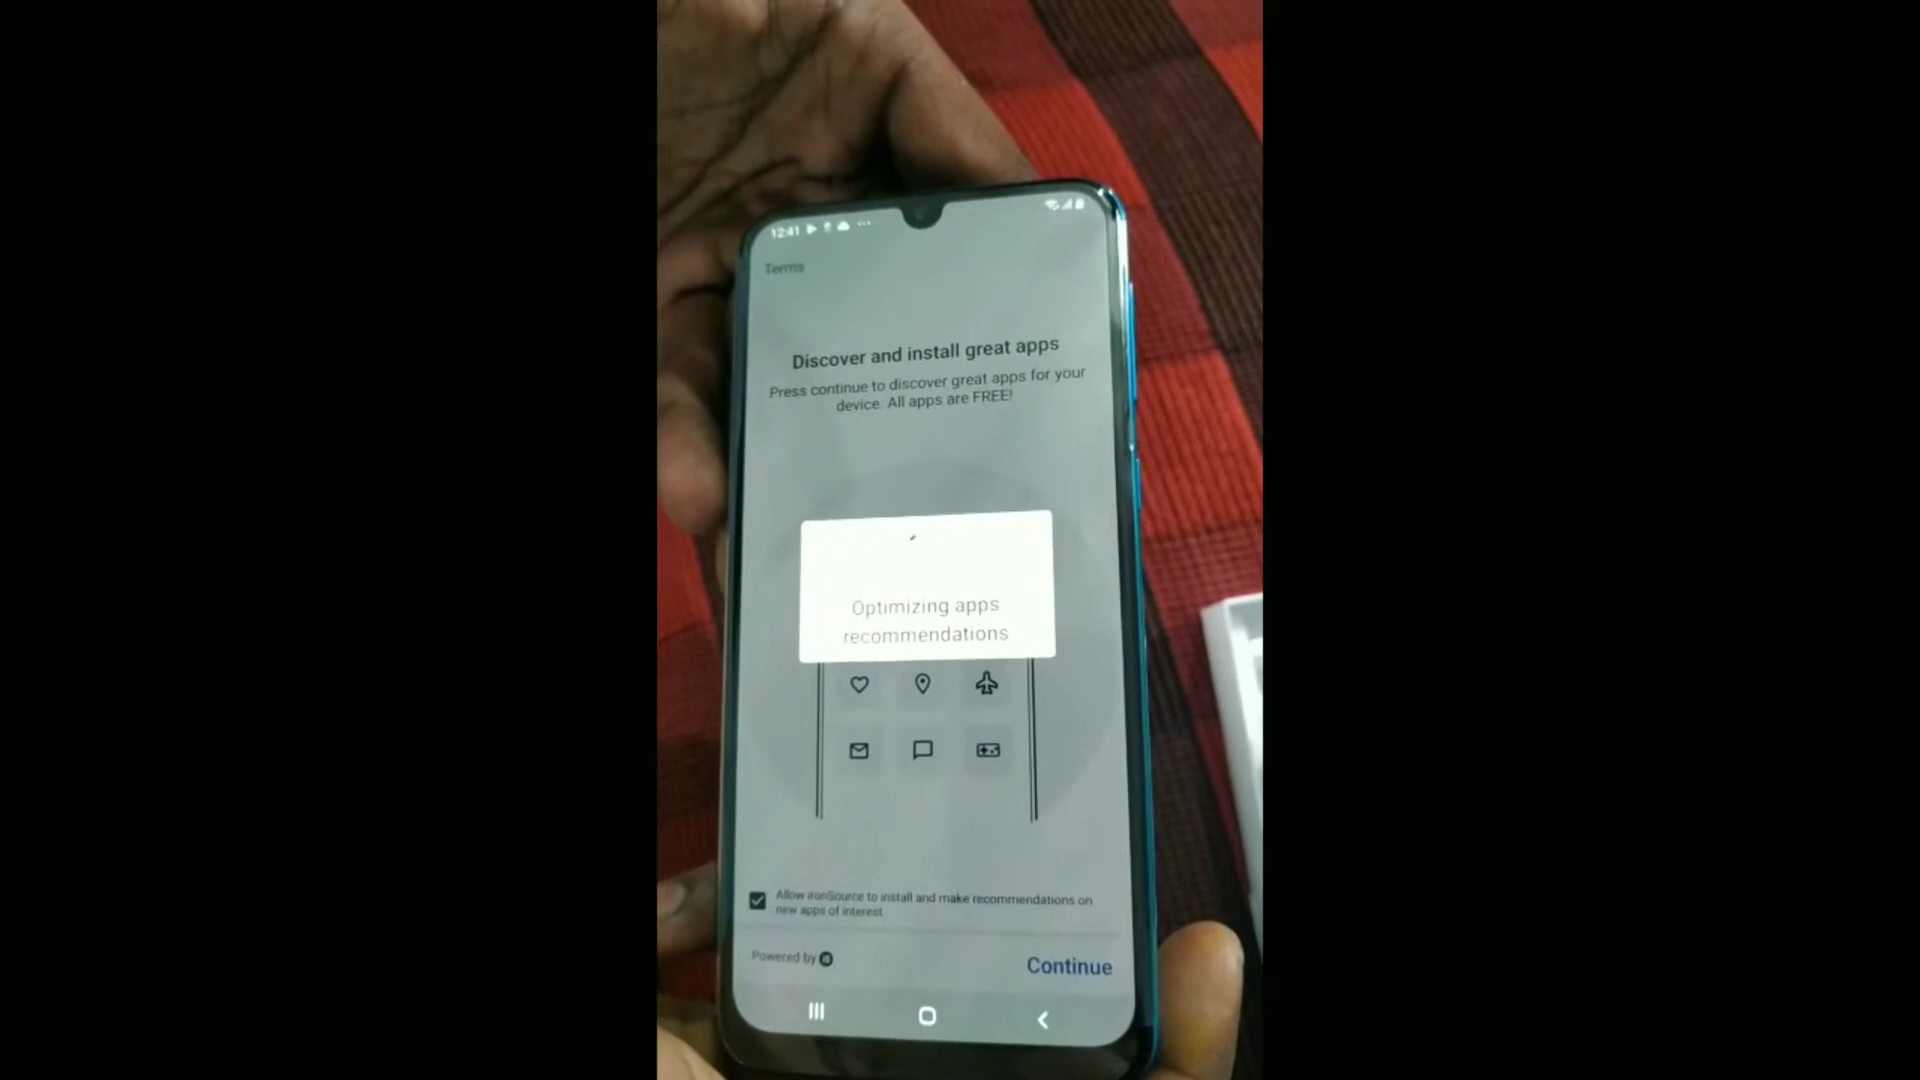 12:41
Terms
Discover and install great apps
Press continue to discover great apps for your
device. All apps are FREE!
Optimizing apps
recommendations
Allow ironSource to install and make recommendations on
new apps of interest.
Powered by
Continue